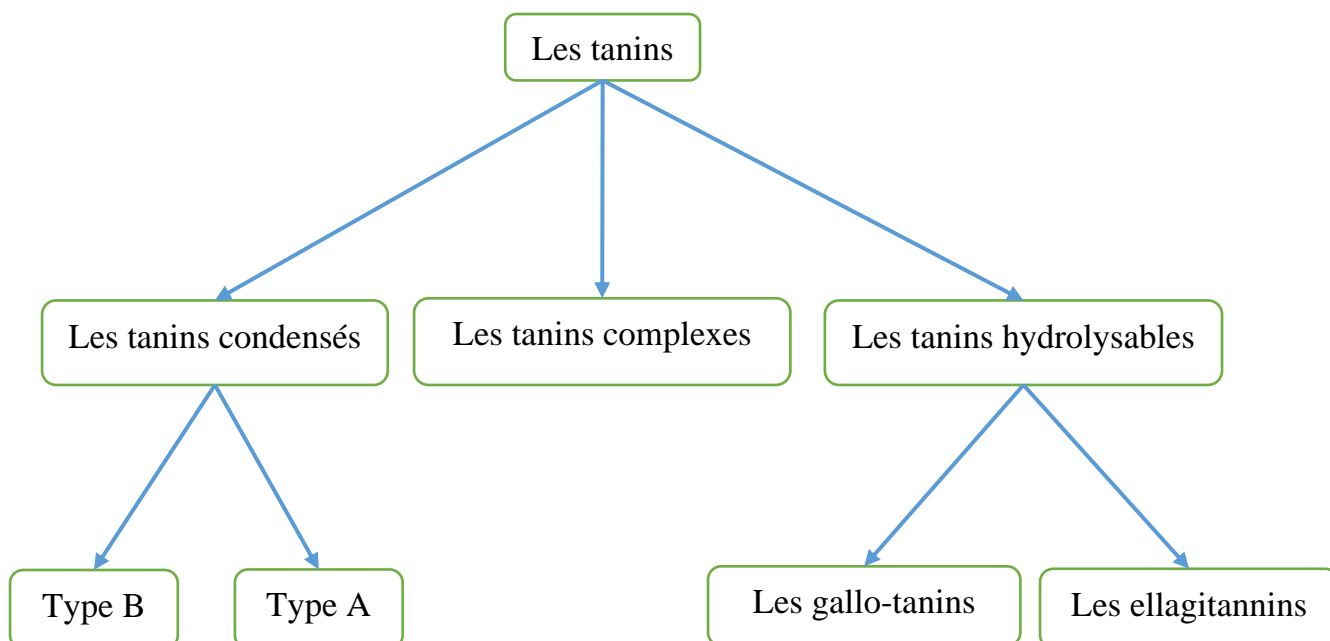 Les tanins
Les tanins condensés
Les tanins complexes
Les tanins hydrolysables
Type B
Type A
Les gallo-tanins
Les ellagitannins